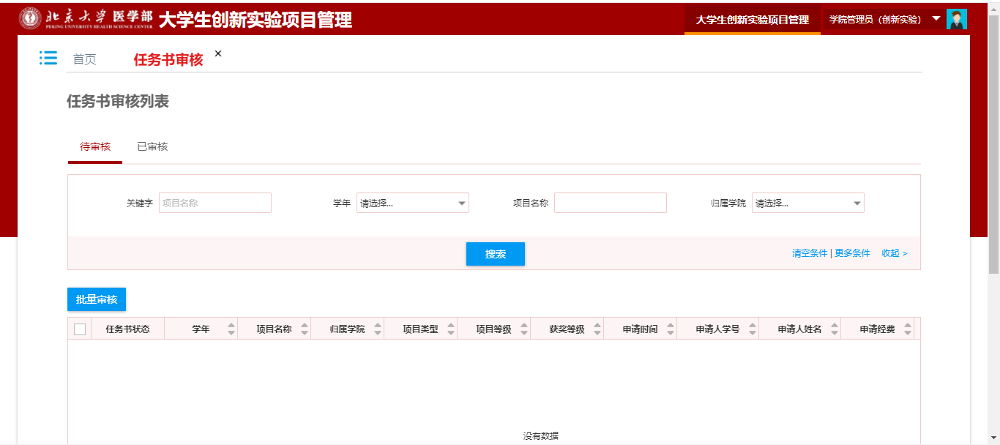 北京大学 医学部 大学生创新实验项目管理 大学生创新实验项目管理 学院管理员（创新实验）
PEKING UNIVERSITY HEALTH SCIENCE CENTER
首页 任务书审核 ×
任务书审核列表
待审核 已审核
关键字 项目名称 学年 请选择... 项目名称 归属学院 请选择...
搜索 清空条件 | 更多条件 收起 >
批量审核
任务书状态 学年 项目名称 归属学院 项目类型 项目等级 获奖等级 申请时间 申请人学号 申请人姓名 申请经费
没有数据